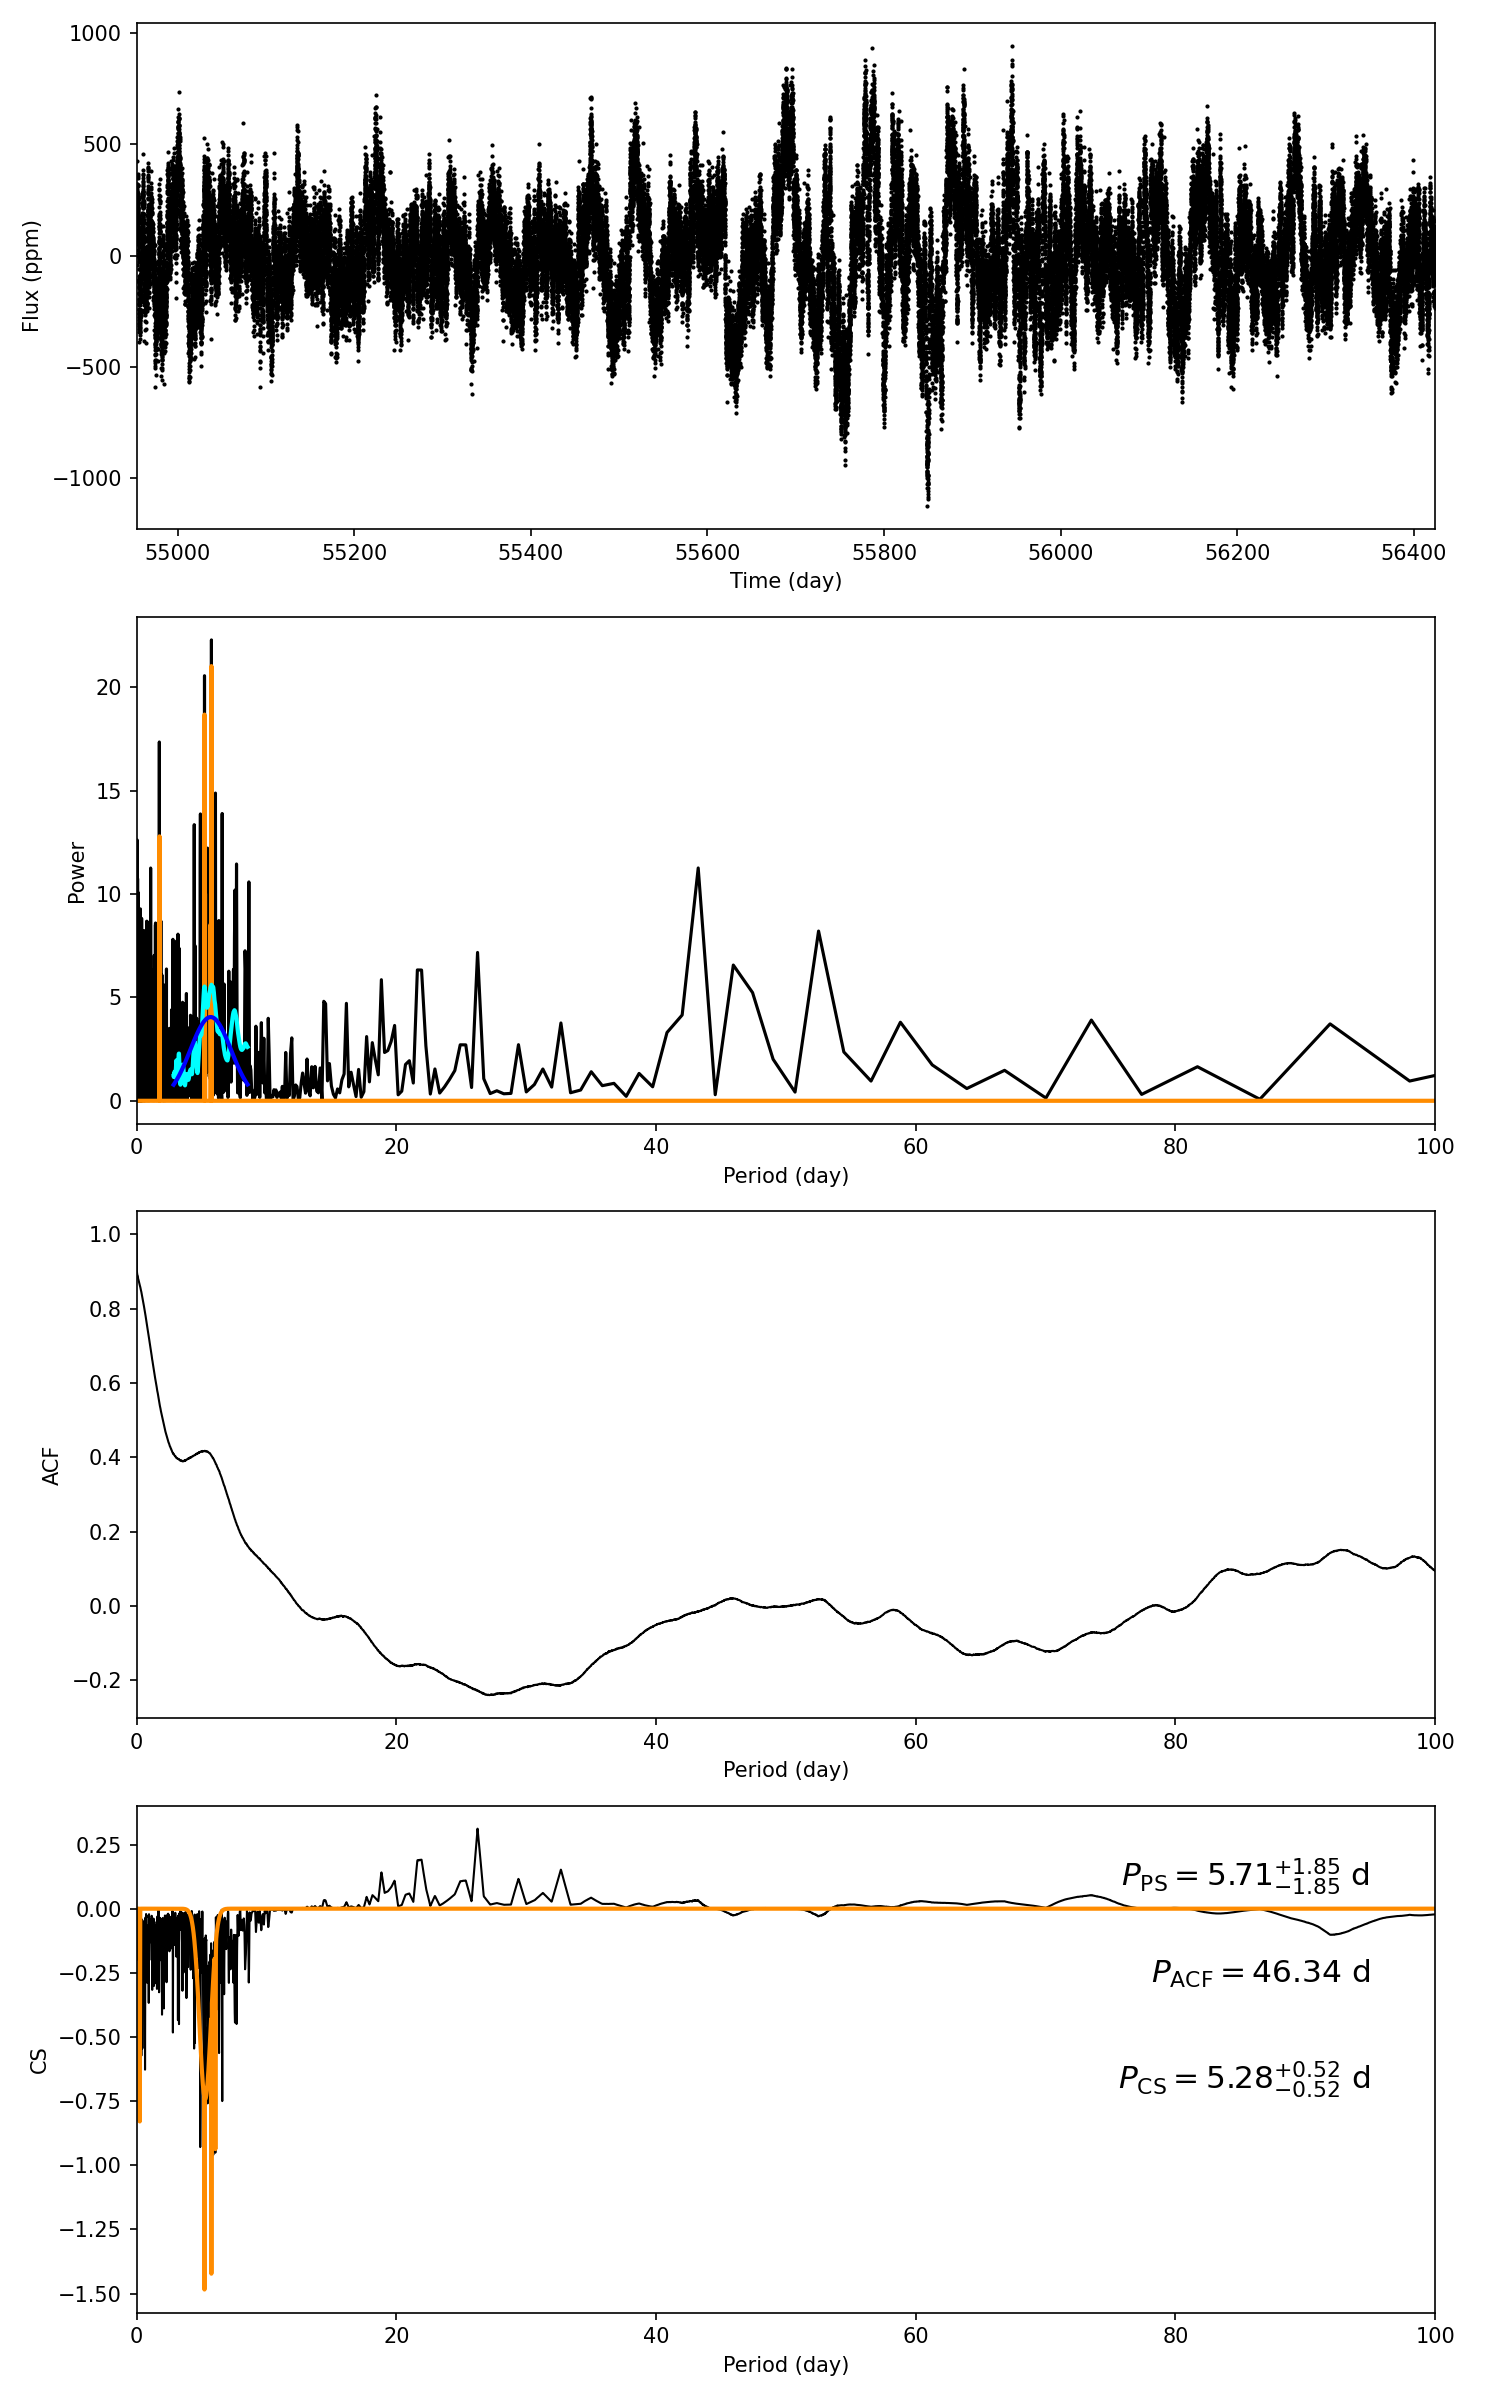 1000
500
0
−500
−1000
Flux (ppm)
55000 55200 55400 55600 55800 56000 56200 56400
Time (day)
20
15
10
5
0
Power
0 20 40 60 80 100
Period (day)
1.0
0.8
0.6
0.4
0.2
0.0
−0.2
ACF
0 20 40 60 80 100
Period (day)
0.25
0.00
−0.25
−0.50
−0.75
−1.00
−1.25
−1.50
CS
P_PS = 5.71 +1.85 −1.85 d
P_ACF = 46.34 d
P_CS = 5.28 +0.52 −0.52 d
0 20 40 60 80 100
Period (day)